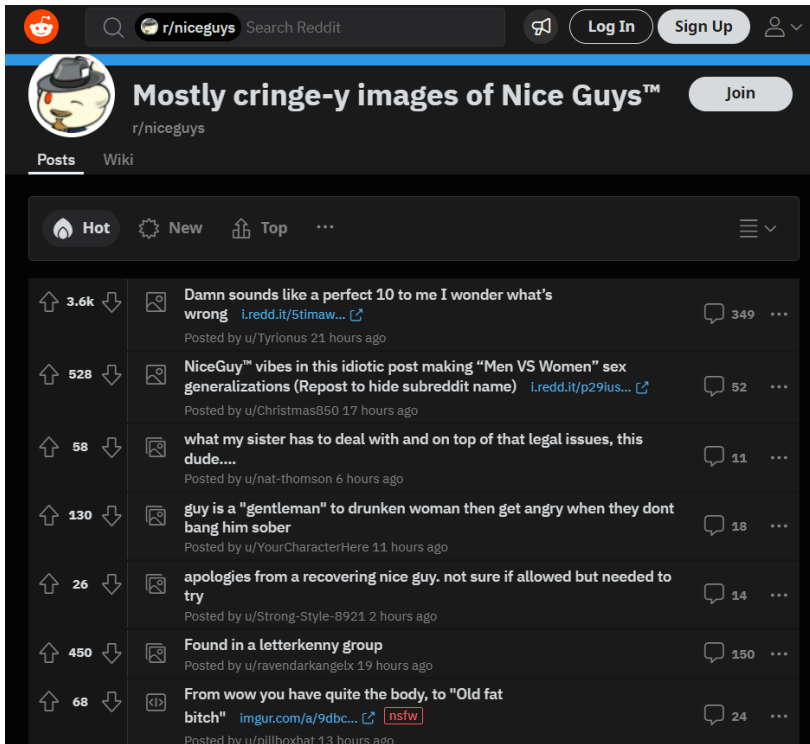 r/niceguys Search Reddit Log In Sign Up
Mostly cringe-y images of Nice Guys™ Join
r/niceguys
Posts Wiki
Hot New Top ...
3.6k Damn sounds like a perfect 10 to me I wonder what's
wrong i.redd.it/5timaw... 349 ...
Posted by u/Tyrionus 21 hours ago
528 NiceGuy™ vibes in this idiotic post making “Men VS Women” sex
generalizations (Repost to hide subreddit name) i.redd.it/p29ius... 52 ...
Posted by u/Christmas850 17 hours ago
58 what my sister has to deal with and on top of that legal issues, this
dude.... 11 ...
Posted by u/nat-thomson 6 hours ago
130 guy is a "gentleman" to drunken woman then get angry when they dont
bang him sober 18 ...
Posted by u/YourCharacterHere 11 hours ago
26 apologies from a recovering nice guy. not sure if allowed but needed to
try 14 ...
Posted by u/Strong-Style-8921 2 hours ago
450 Found in a letterkenny group 150 ...
Posted by u/ravendarkangelx 19 hours ago
68 From wow you have quite the body, to "Old fat
bitch" imgur.com/a/9dbc... nsfw 24 ...
Posted by u/pillboxhat 13 hours ago